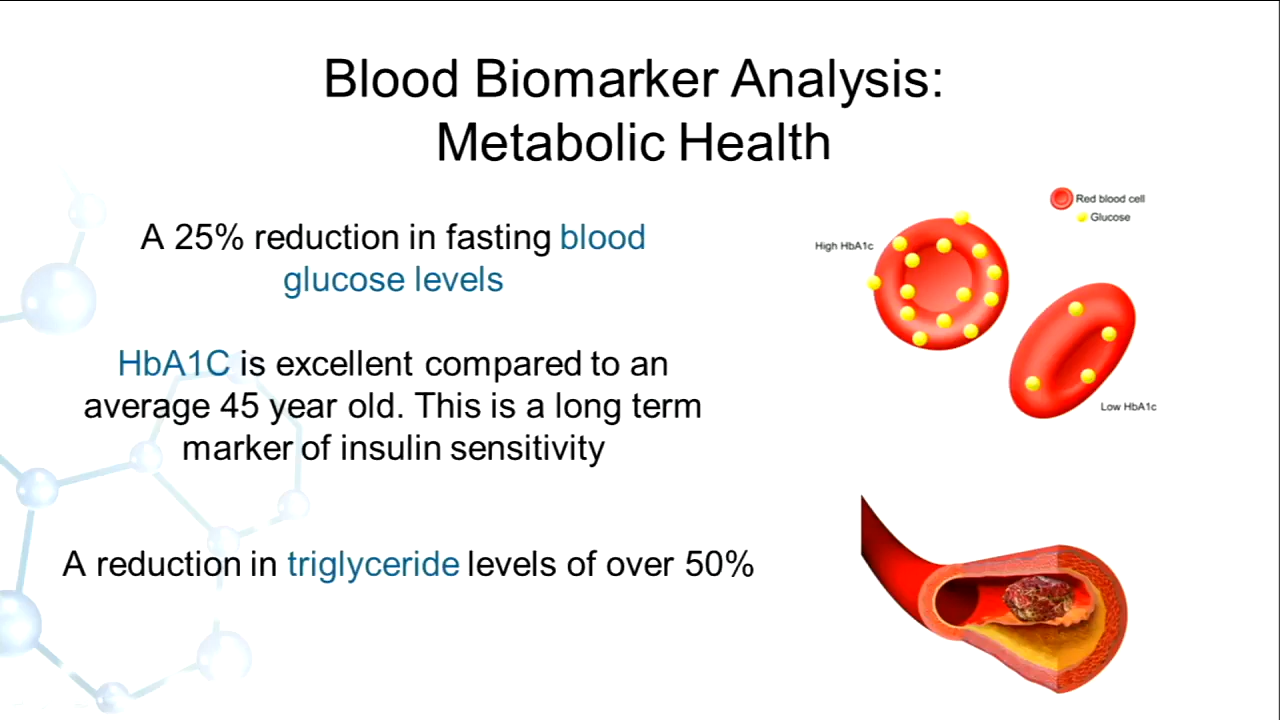 Blood Biomarker Analysis:
Metabolic Health
A 25% reduction in fasting blood
glucose levels
HbA1C is excellent compared to an
average 45 year old. This is a long term
marker of insulin sensitivity
A reduction in triglyceride levels of over 50%
Red blood cell
Glucose
High HbA1c
Low HbA1c